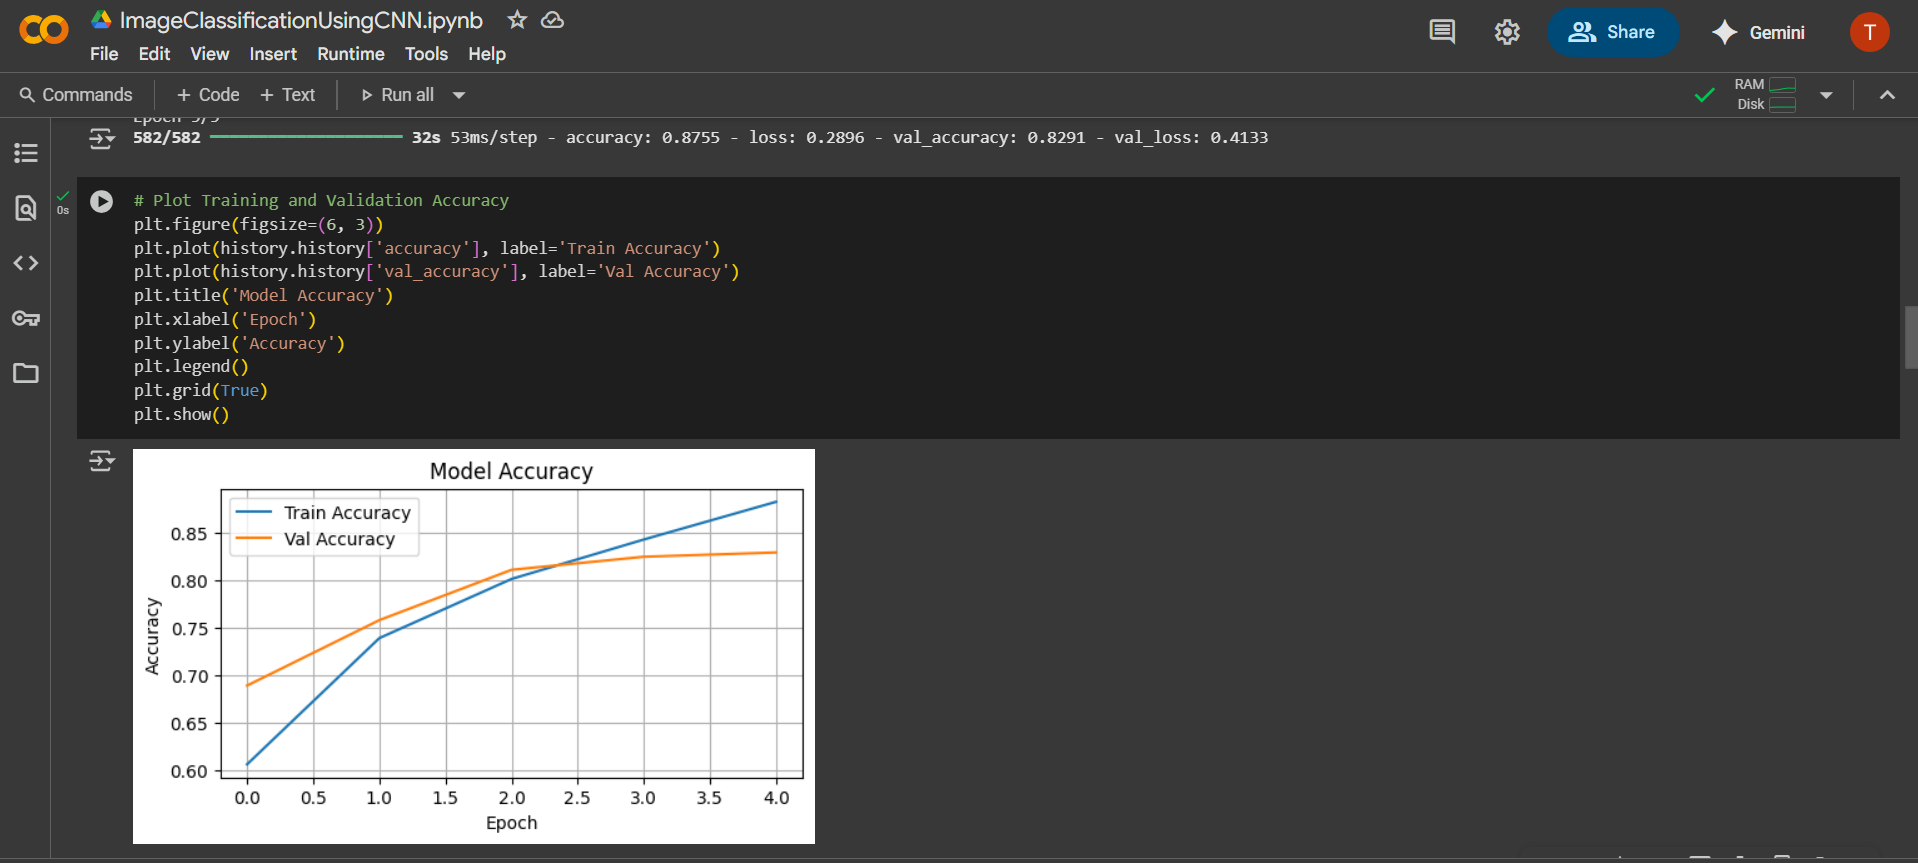 ImageClassificationUsingCNN.ipynb
File Edit View Insert Runtime Tools Help
Share
Gemini
T
Commands + Code + Text Run all
RAM
Disk
582/582 32s 53ms/step - accuracy: 0.8755 - loss: 0.2896 - val_accuracy: 0.8291 - val_loss: 0.4133
0s
# Plot Training and Validation Accuracy
plt.figure(figsize=(6, 3))
plt.plot(history.history['accuracy'], label='Train Accuracy')
plt.plot(history.history['val_accuracy'], label='Val Accuracy')
plt.title('Model Accuracy')
plt.xlabel('Epoch')
plt.ylabel('Accuracy')
plt.legend()
plt.grid(True)
plt.show()
Model Accuracy
Train Accuracy
Val Accuracy
Accuracy
0.85
0.80
0.75
0.70
0.65
0.60
0.0 0.5 1.0 1.5 2.0 2.5 3.0 3.5 4.0
Epoch